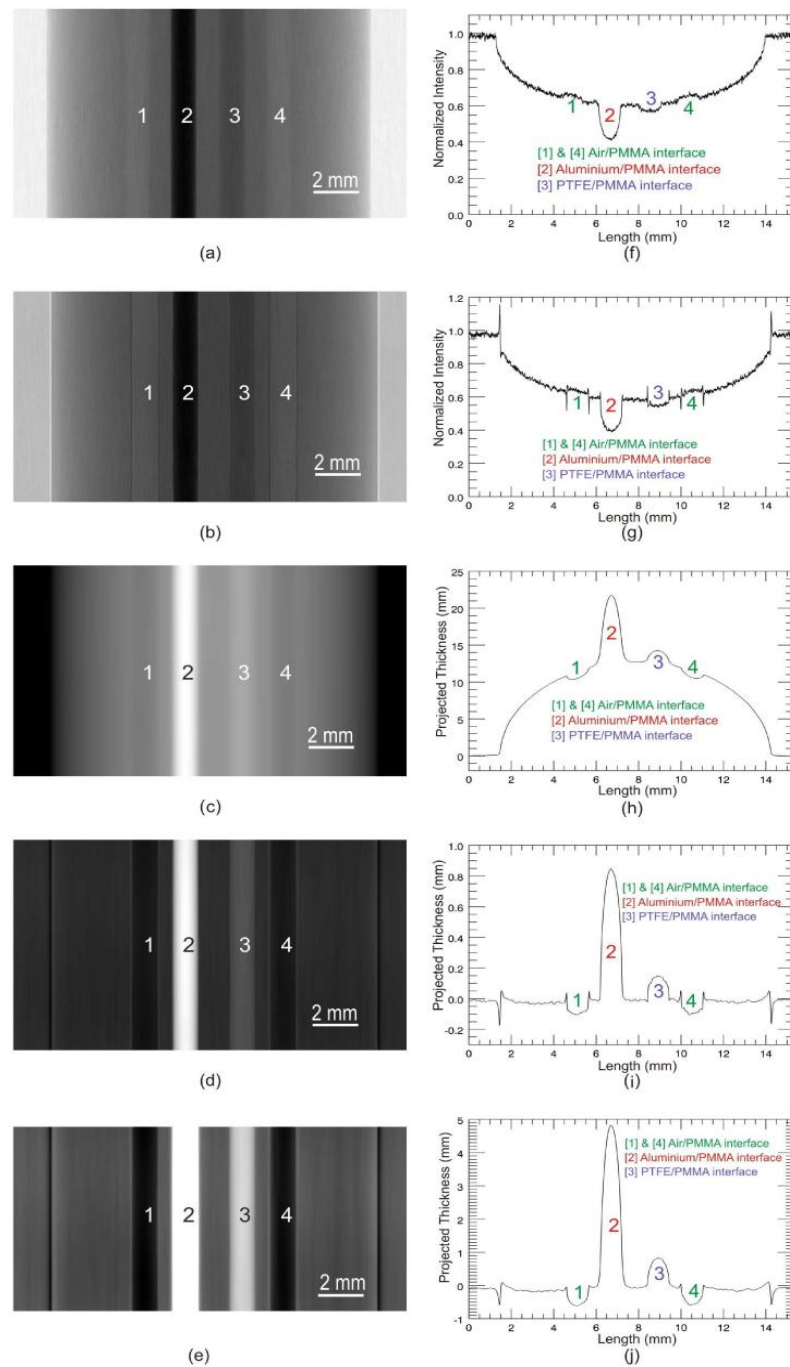 1 2 3 4
2 mm
(a)
Normalized Intensity
1.0
0.8
0.6
0.4
0.2
0.0
1 2 3 4
[1] & [4] Air/PMMA interface
[2] Aluminium/PMMA interface
[3] PTFE/PMMA interface
0 2 4 6 8 10 12 14
Length (mm)
(f)
1 2 3 4
2 mm
(b)
Normalized Intensity
1.2
1.0
0.8
0.6
0.4
0.2
0.0
1 2 3 4
[1] & [4] Air/PMMA interface
[2] Aluminium/PMMA interface
[3] PTFE/PMMA interface
0 2 4 6 8 10 12 14
Length (mm)
(g)
1 2 3 4
2 mm
(c)
Projected Thickness (mm)
25
20
15
10
5
0
1 2 3 4
[1] & [4] Air/PMMA interface
[2] Aluminium/PMMA interface
[3] PTFE/PMMA interface
0 2 4 6 8 10 12 14
Length (mm)
(h)
1 2 3 4
2 mm
(d)
Projected Thickness (mm)
1.0
0.8
0.6
0.4
0.2
0.0
-0.2
[1] & [4] Air/PMMA interface
[2] Aluminium/PMMA interface
[3] PTFE/PMMA interface
1 2 3 4
0 2 4 6 8 10 12 14
Length (mm)
(i)
1 2 3 4
2 mm
(e)
Projected Thickness (mm)
5
4
3
2
1
0
-1
[1] & [4] Air/PMMA interface
[2] Aluminium/PMMA interface
[3] PTFE/PMMA interface
1 2 3 4
0 2 4 6 8 10 12 14
Length (mm)
(j)